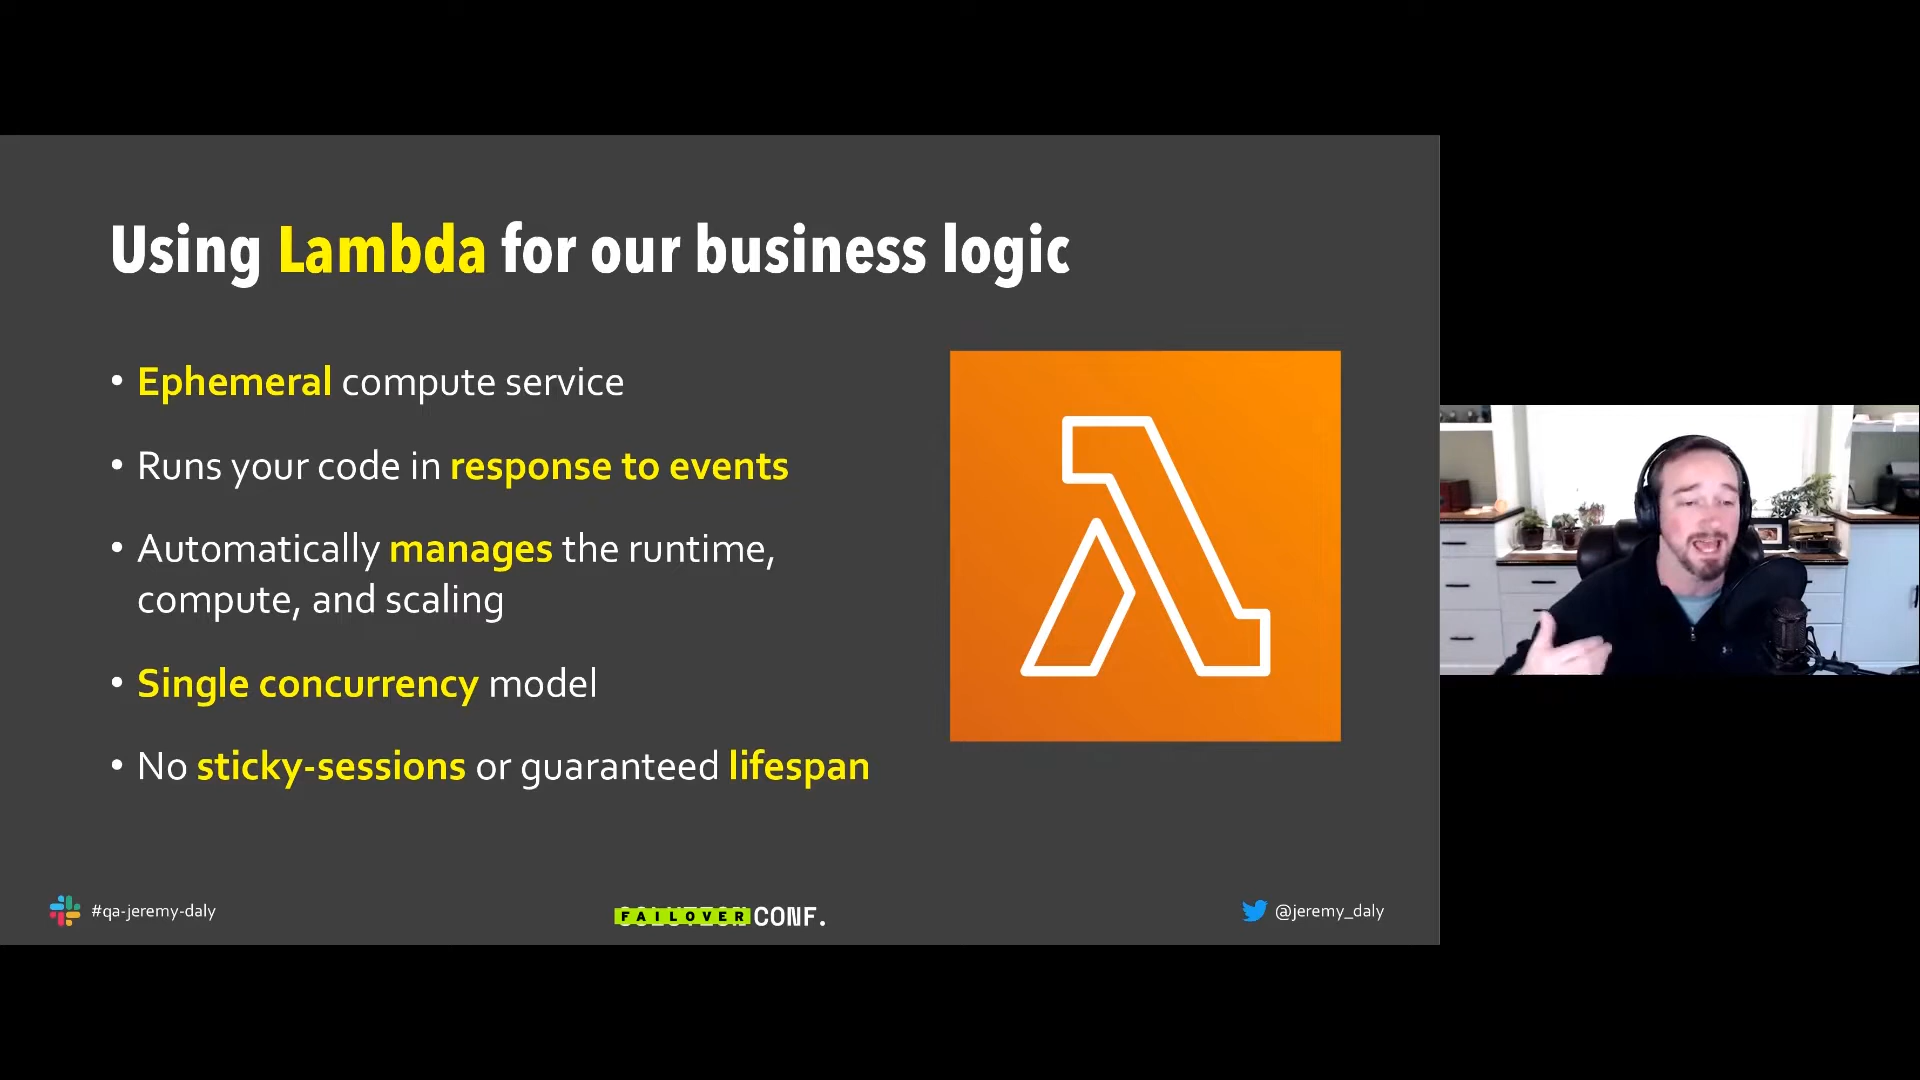 Using Lambda for our business logic
• Ephemeral compute service
• Runs your code in response to events
• Automatically manages the runtime,
compute, and scaling
• Single concurrency model
• No sticky-sessions or guaranteed lifespan
#qa-jeremy-daly
FAILOVER CONF.
@jeremy_daly